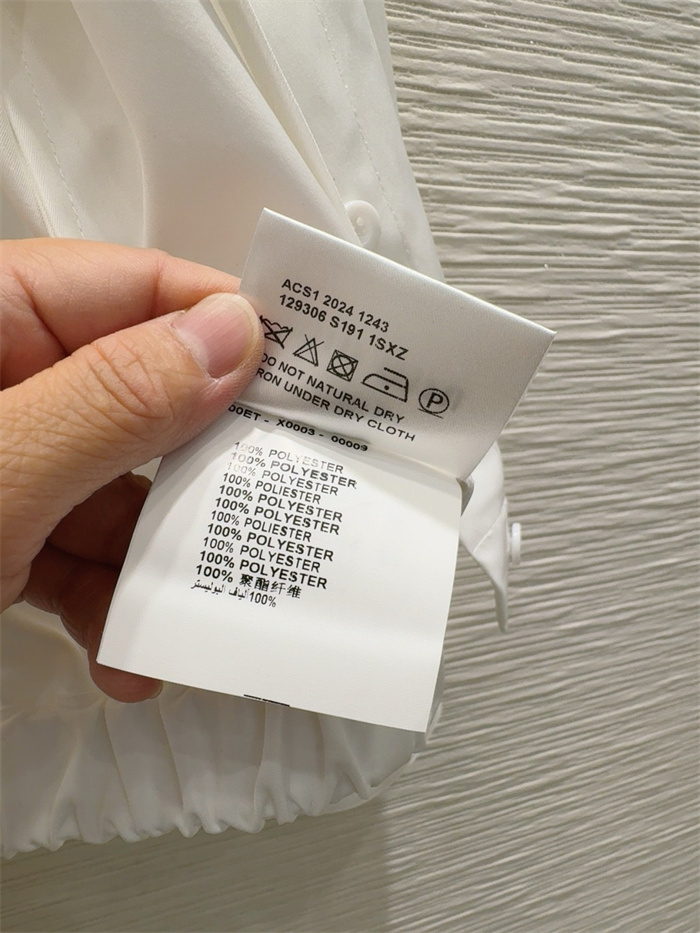 ACS1 2024 1243
129306 S191 1SXZ
P
DO NOT NATURAL DRY
IRON UNDER DRY CLOTH
00ET - X0003 - 00009
100% POLYESTER
100% POLYESTER
100% POLYESTER
100% POLIESTER
100% POLYESTER
100% POLYESTER
100% POLIESTER
100% POLYESTER
100% POLYESTER
100% POLYESTER
100% 聚酯纤维
100% ألياف البوليستر